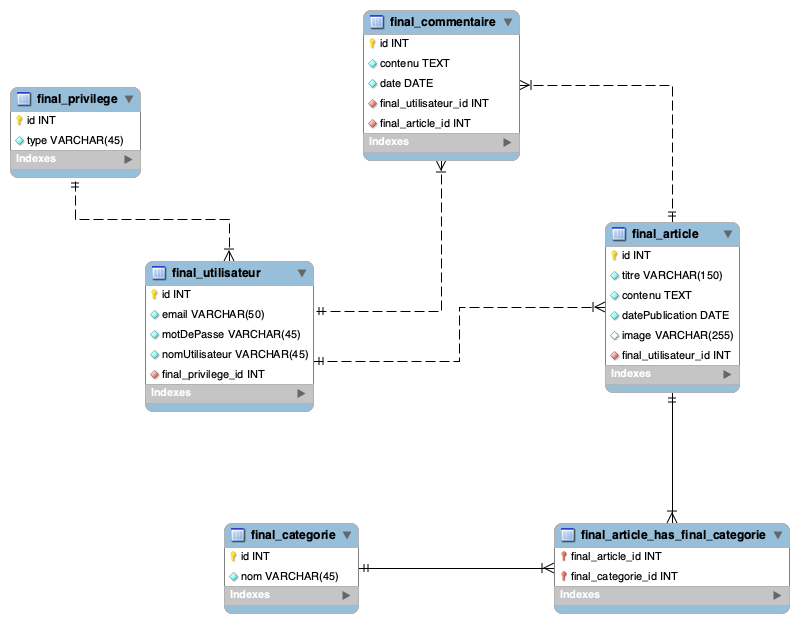 final_commentaire
id INT
contenu TEXT
date DATE
final_utilisateur_id INT
final_article_id INT
Indexes
final_privilege
id INT
type VARCHAR(45)
Indexes
final_article
id INT
titre VARCHAR(150)
contenu TEXT
datePublication DATE
image VARCHAR(255)
final_utilisateur_id INT
Indexes
final_utilisateur
id INT
email VARCHAR(50)
motDePasse VARCHAR(45)
nomUtilisateur VARCHAR(45)
final_privilege_id INT
Indexes
final_categorie
id INT
nom VARCHAR(45)
Indexes
final_article_has_final_categorie
final_article_id INT
final_categorie_id INT
Indexes